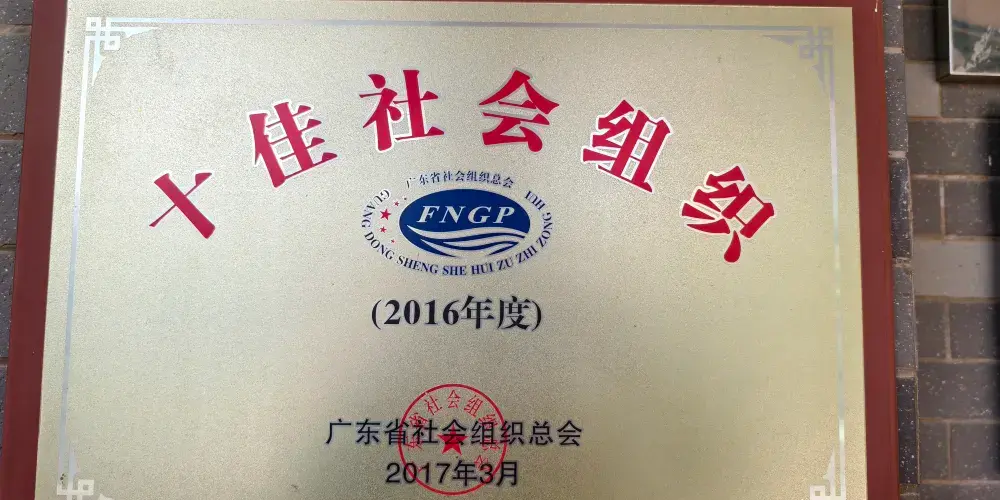 十佳社会组织
广东省社会组织总会
FNGP
GUANG DONG SHENG SHE HUI ZU ZHI ZONG HUI
(2016年度)
广东省社会组织总会
2017年3月